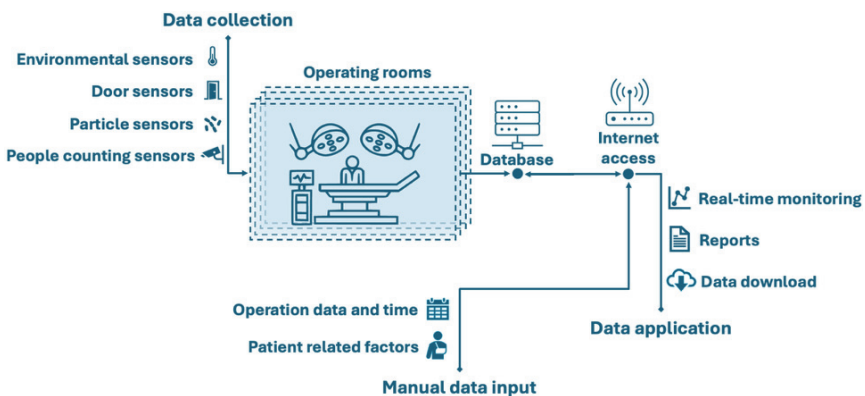 Data collection
Environmental sensors
Door sensors
Particle sensors
People counting sensors
Operating rooms
Database
Internet
access
Real-time monitoring
Reports
Data download
Data application
Operation data and time
Patient related factors
Manual data input